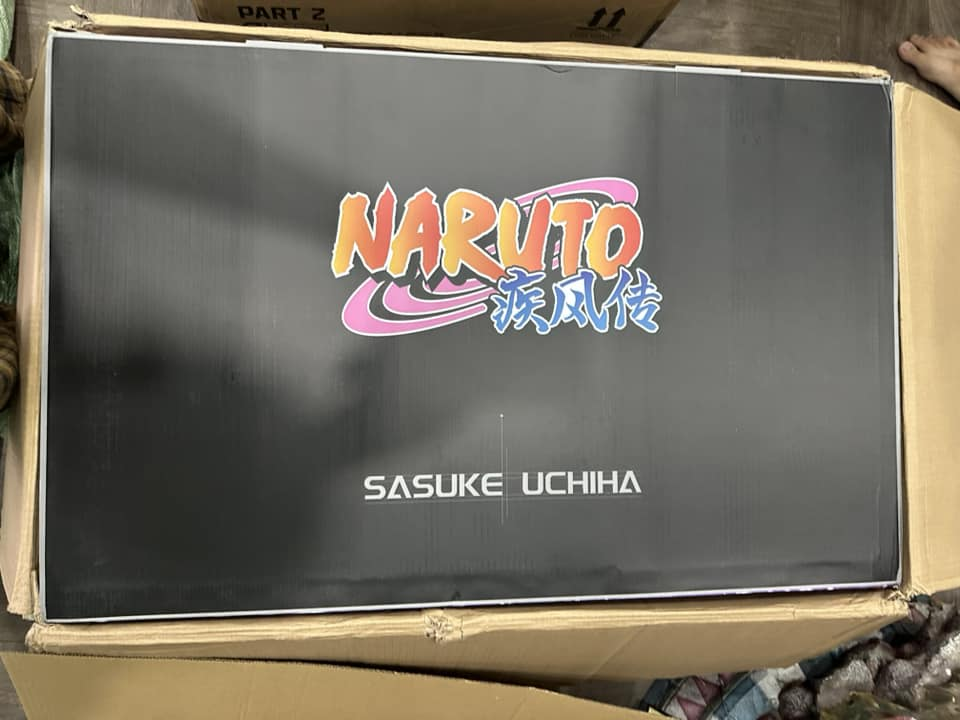 PART 2
NARUTO
疾风传
SASUKE UCHIHA